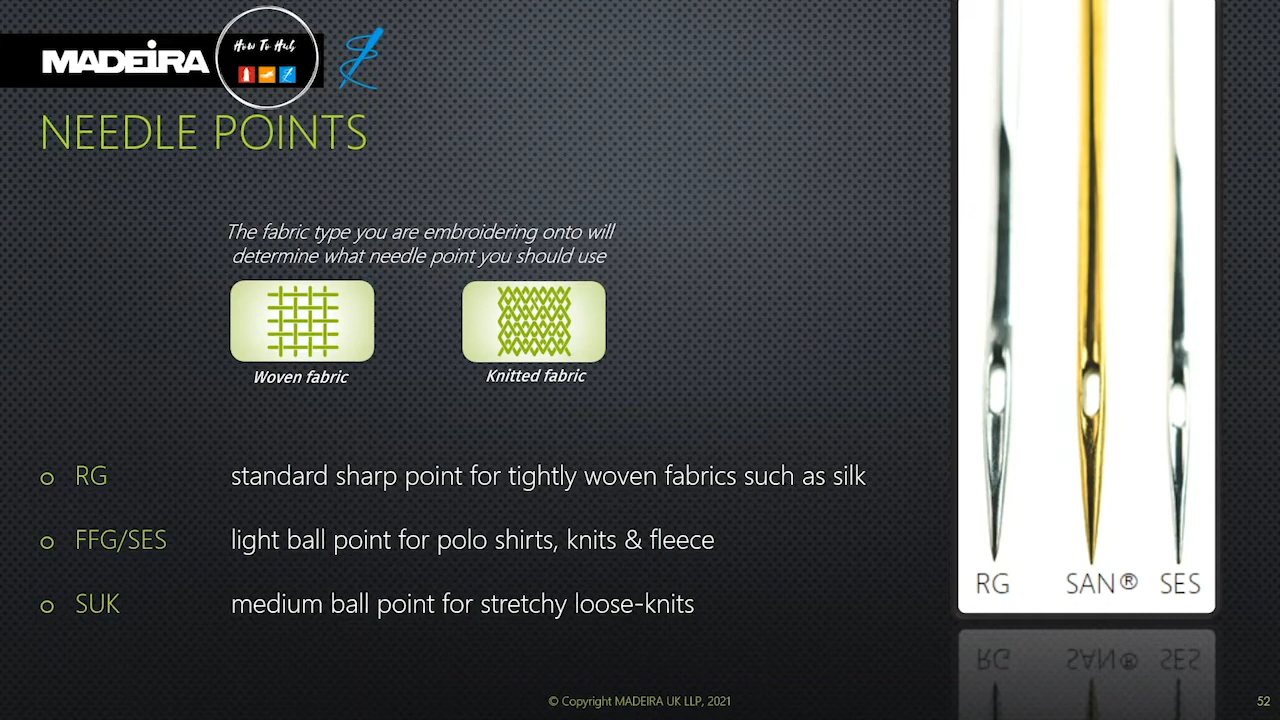 MADEIRA
How To Hub
NEEDLE POINTS
The fabric type you are embroidering onto will
determine what needle point you should use
Woven fabric
Knitted fabric
RG standard sharp point for tightly woven fabrics such as silk
FFG/SES light ball point for polo shirts, knits & fleece
SUK medium ball point for stretchy loose-knits
RG SAN® SES
© Copyright MADEIRA UK LLP, 2021
52